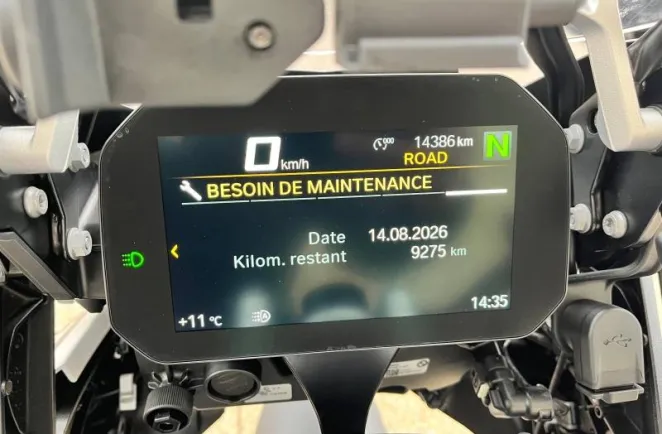 0 km/h
14386 km
ROAD
N
BESOIN DE MAINTENANCE
Date 14.08.2026
Kilom. restant 9275 km
+11 °C
14:35